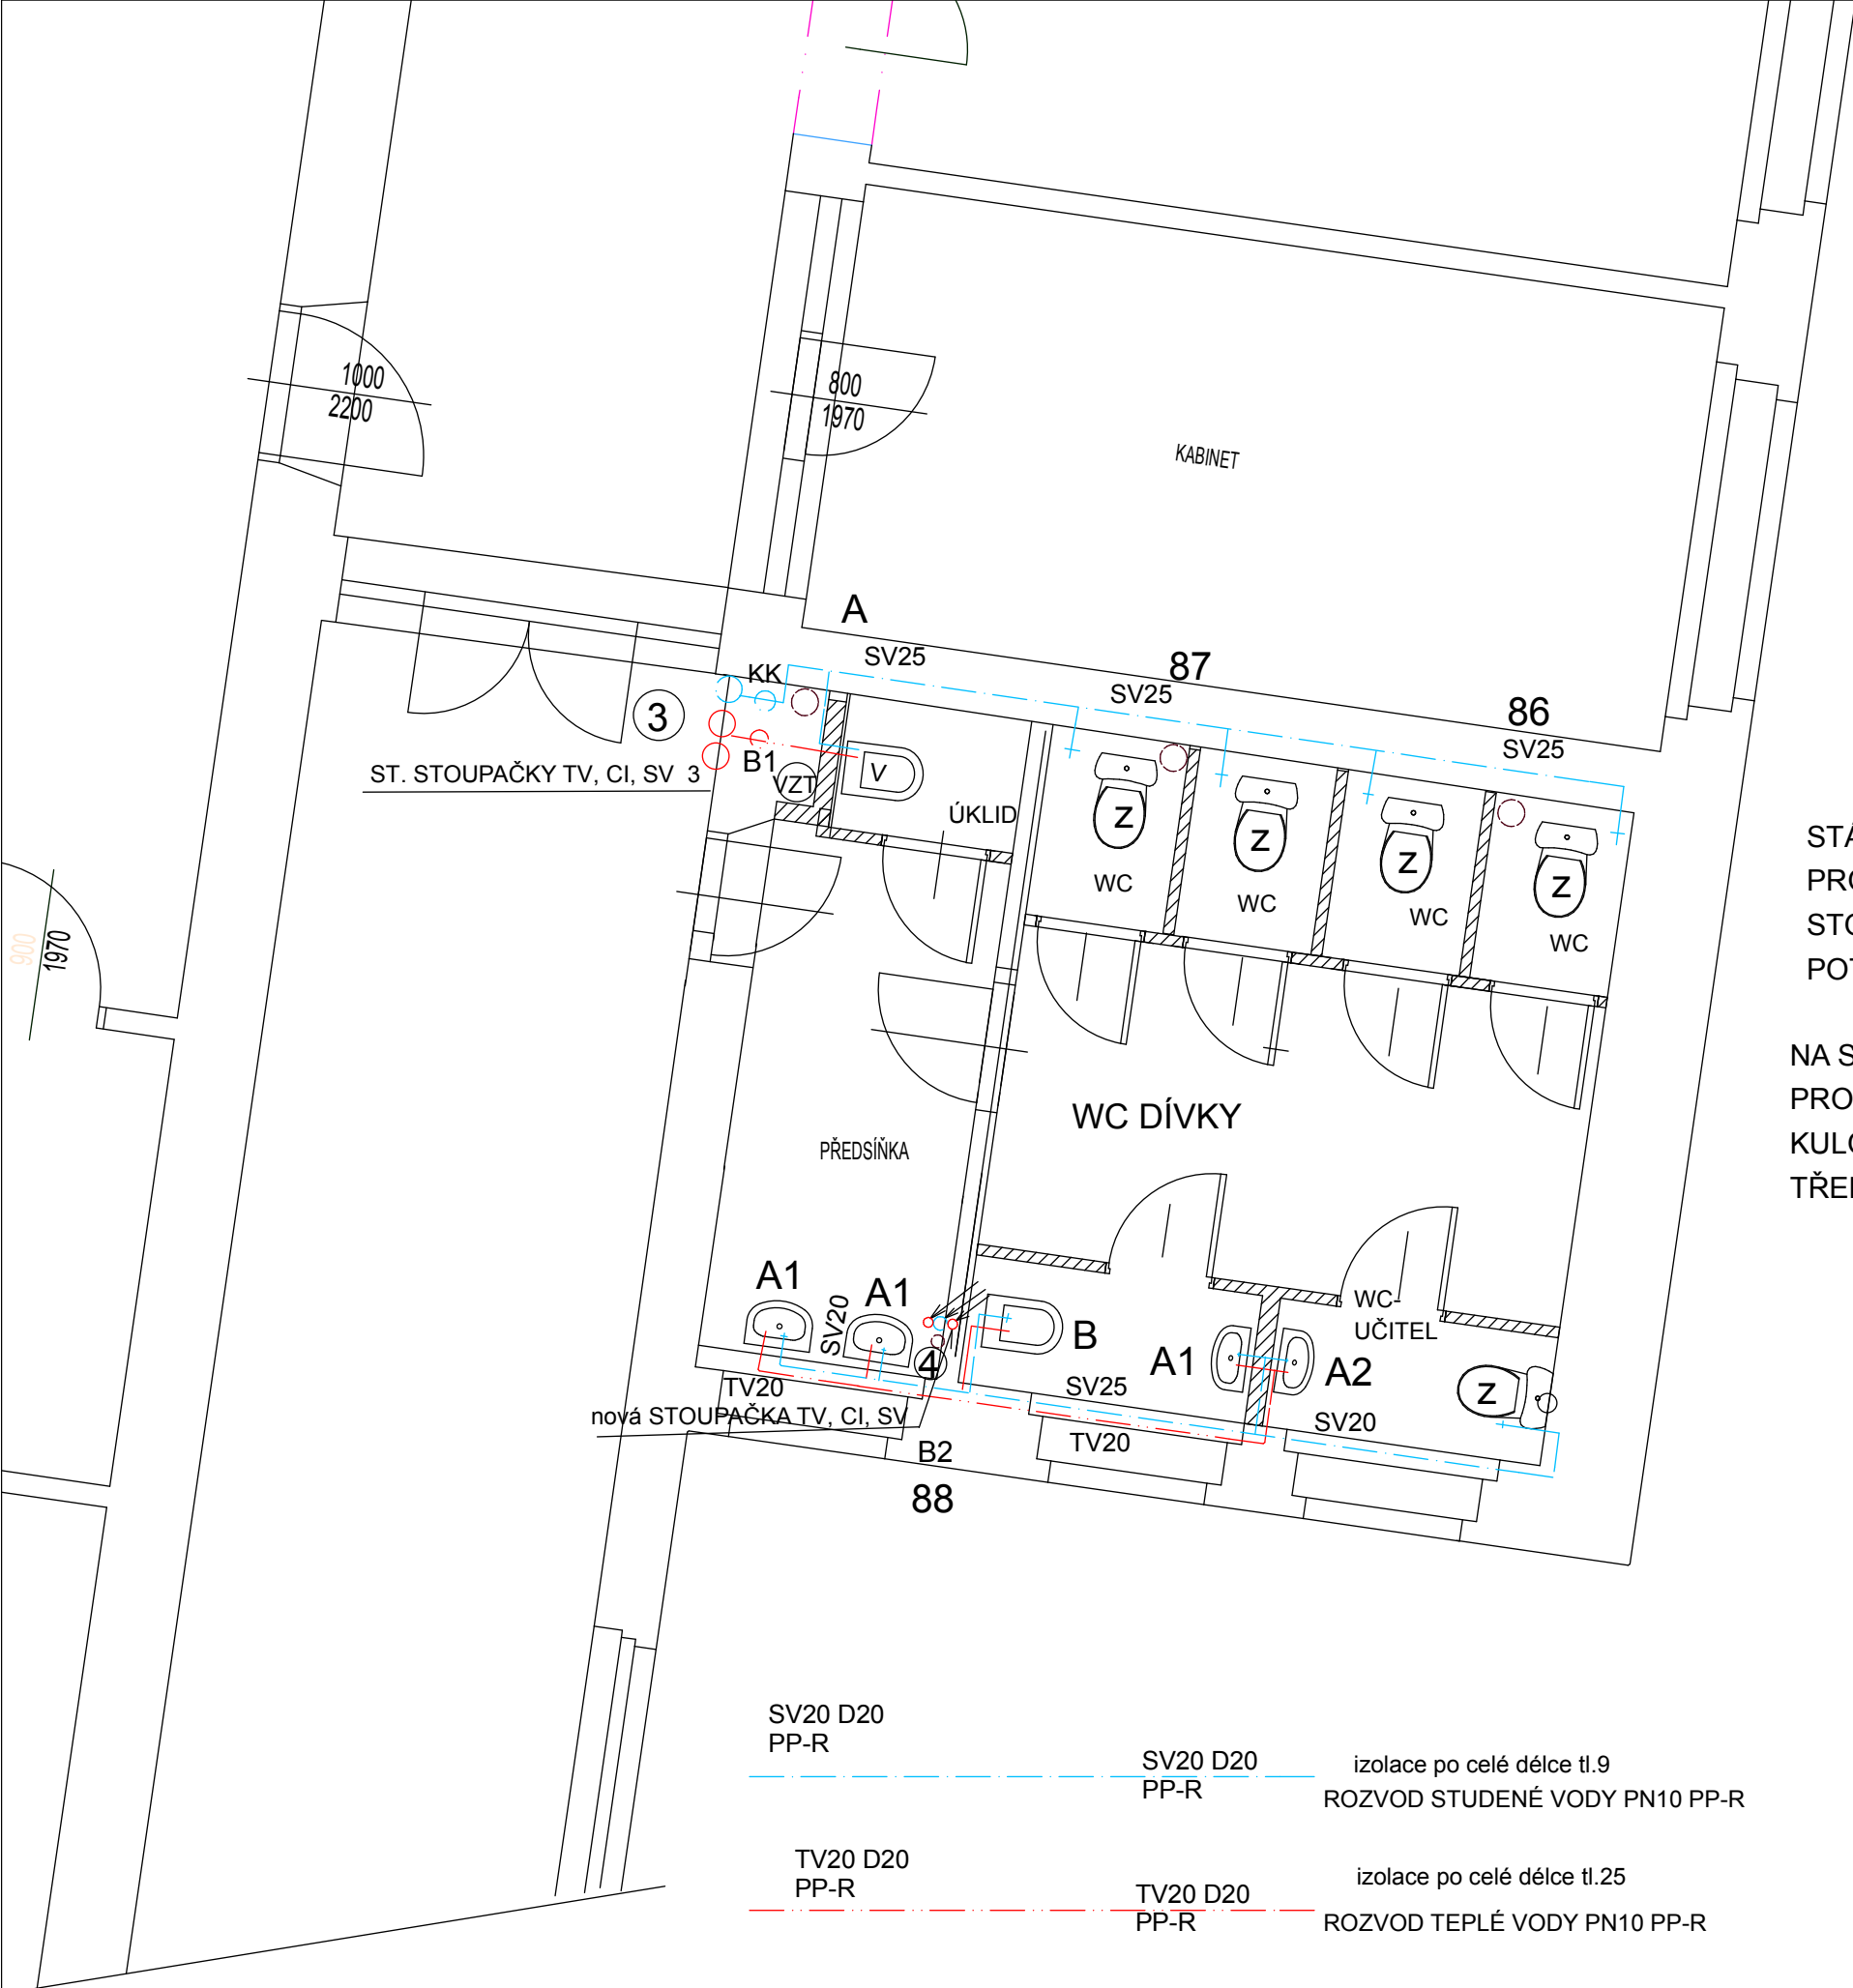 1000
2200
800
1970
KABINET
A
SV25
87
SV25
86
SV25
KK
3
B1
VZT
V
ST. STOUPAČKY TV, CI, SV 3
ÚKLID
Z
Z
Z
Z
WC
WC
WC
WC
900
1970
WC DÍVKY
PŘEDSÍŇKA
A1
A1
SV20
4
B
A1
A2
WC-
UČITEL
Z
SV25
SV20
TV20
nová STOUPAČKA TV, CI, SV
TV20
B2
88
NA
SV20 D20
PP-R
SV20 D20
PP-R
izolace po celé délce tl.9
ROZVOD STUDENÉ VODY PN10 PP-R
TV20 D20
PP-R
TV20 D20
PP-R
izolace po celé délce tl.25
ROZVOD TEPLÉ VODY PN10 PP-R